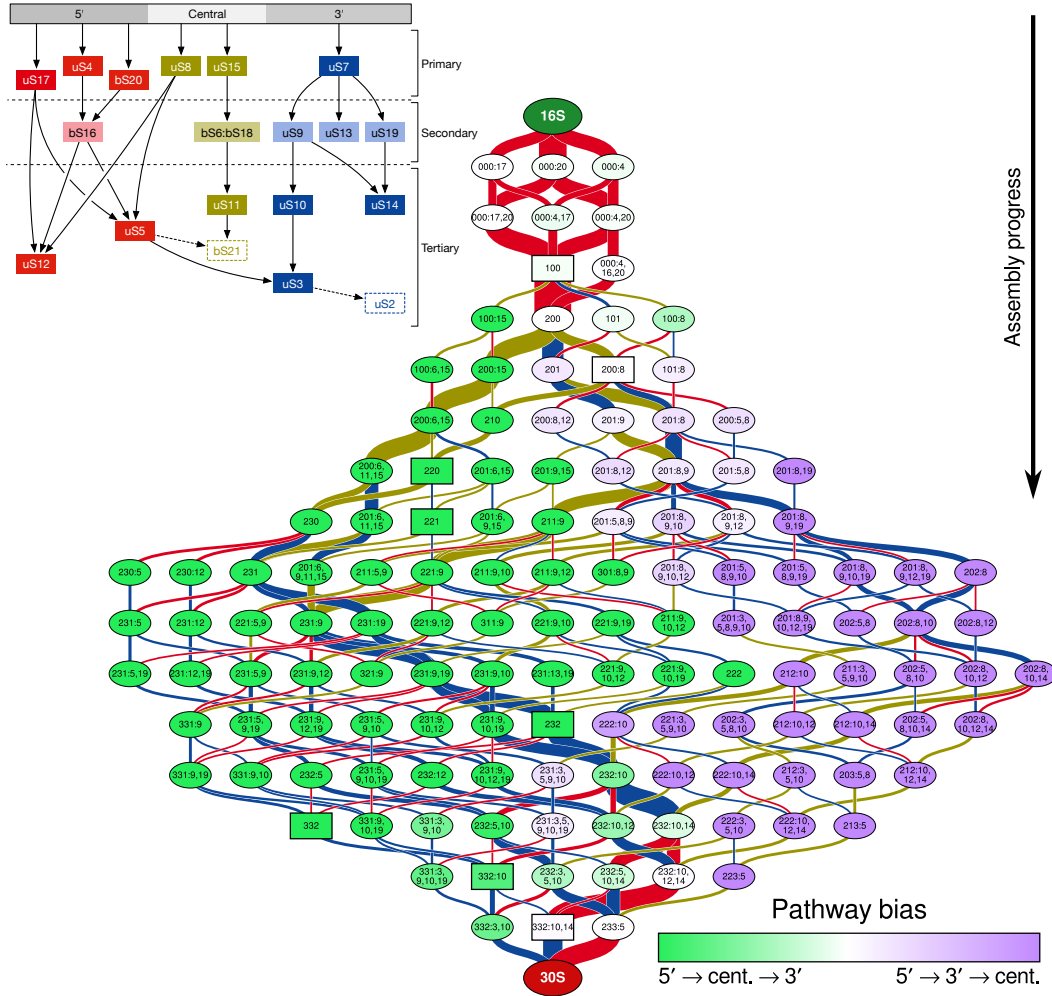 5′ Central 3′
uS4 uS8 uS15 uS7 Primary
uS17 bS20
bS16 bS6:bS18 uS9 uS13 uS19 Secondary
uS11 uS10 uS14
uS5
bS21 Tertiary
uS12
uS3
uS2
Assembly progress
16S
000:17 000:20 000:4
000:17,20 000:4,17 000:4,20
100 000:4,
16,20
100:15 200 101 100:8
100:6,15 200:15 201 200:8 101:8
200:6,15 210 200:8,12 201:9 201:8 200:5,8
200:6,
11,15 220 201:6,15 201:9,15 201:8,12 201:8,9 201:5,8 201:8,19
230 201:6,
11,15 221 201:6,
9,15 211:9 201:5,8,9 201:8,
9,10 201:8,
9,12 201:8,
9,19
230:5 230:12 231 201:6,
9,11,15 211:5,9 221:9 211:9,10 211:9,12 301:8,9 201:8,
9,10,12 201:5,
8,9,10 201:5,
8,9,19 201:8,
9,10,19 201:8,
9,12,19 202:8
231:5 231:12 221:5,9 231:9 231:19 221:9,12 311:9 221:9,10 221:9,19 211:9,
10,12 201:3,
5,8,9,10 201:8,9,
10,12,19 202:5,8 202:8,10 202:8,12
231:5,19 231:12,19 231:5,9 231:9,12 321:9 231:9,19 231:9,10 231:13,19 221:9,
10,12 221:9,
10,19 222 212:10 211:3,
5,9,10 202:5,
8,10 202:8,
10,12 202:8,
10,14
331:9 231:5,
9,19 231:9,
12,19 231:5,
9,10 231:9,
10,12 231:9,
10,19 232 222:10 221:3,
5,9,10 202:3,
5,8,10 212:10,12 212:10,14 202:5,
8,10,14 202:8,
10,12,14
331:9,19 331:9,10 232:5 231:5,
9,10,19 232:12 231:9,
10,12,19 231:3,
5,9,10 232:10 222:10,12 222:10,14 212:3,
5,10 203:5,8 212:10,
12,14
332 331:9,
10,19 331:3,
9,10 232:5,10 231:3,5,
9,10,19 232:10,12 232:10,14 222:3,
5,10 222:10,
12,14 213:5
331:3,
9,10,19 332:10 232:3,
5,10 232:5,
10,14 232:10,
12,14 223:5
332:3,10 332:10,14 233:5
30S
Pathway bias
5′ → cent. → 3′ 5′ → 3′ → cent.